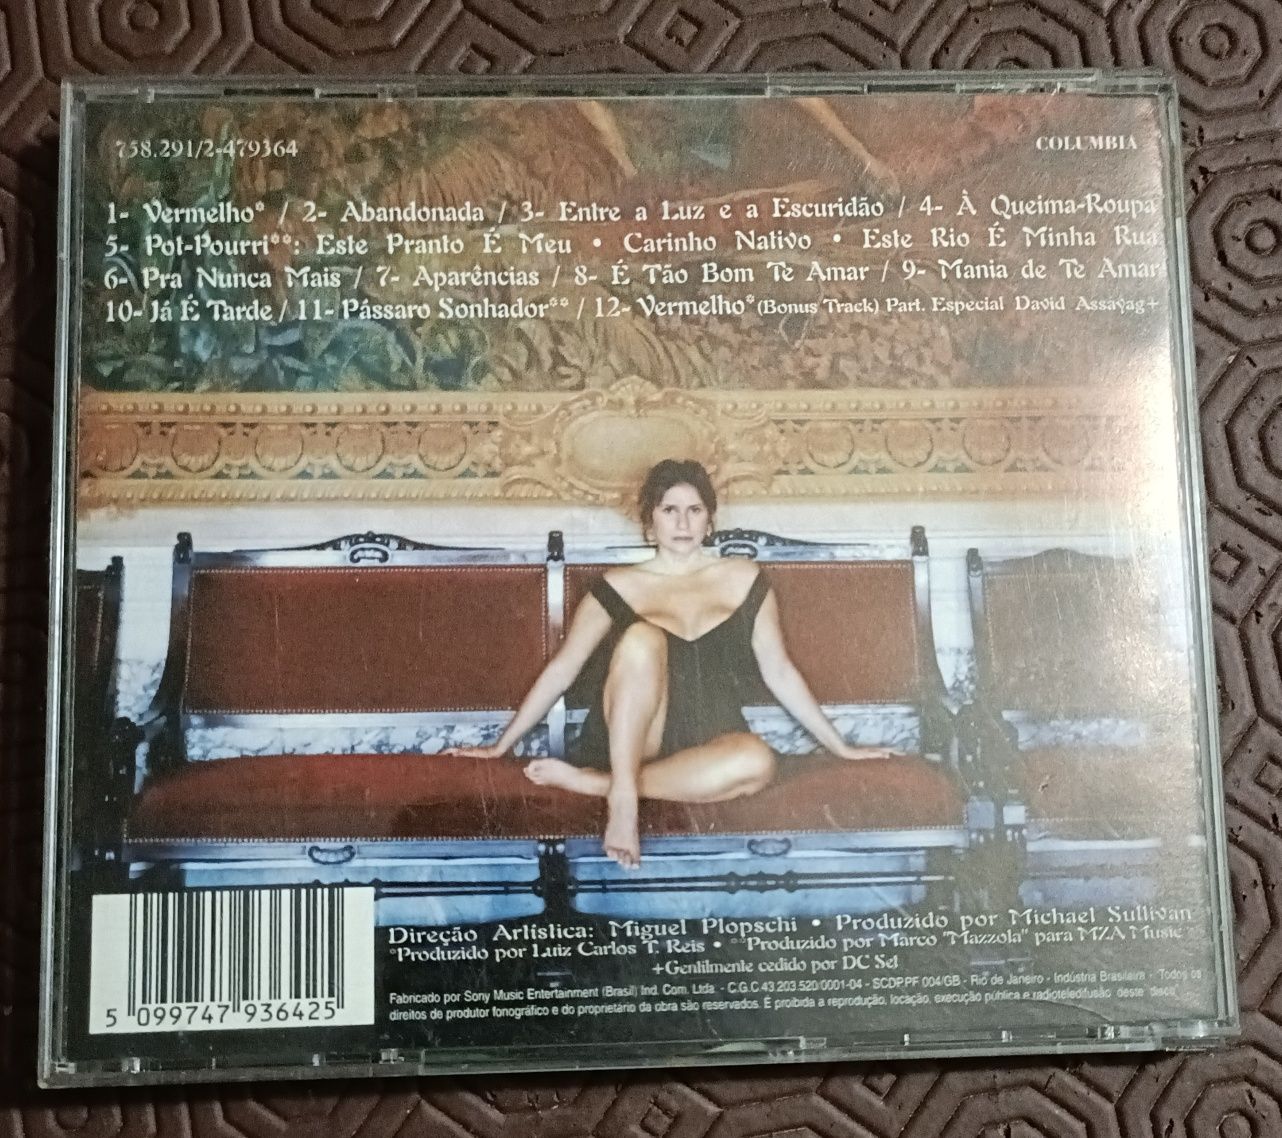 758.291/2-479364
COLUMBIA
1- Vermelho* / 2- Abandonada / 3- Entre a Luz e a Escuridão / 4- À Queima-Roupa
5- Pot-Pourri**: Este Pranto É Meu • Carinho Nativo • Este Rio É Minha Rua
6- Pra Nunca Mais / 7- Aparências / 8- É Tão Bom Te Amar / 9- Mania de Te Amar
10- Já É Tarde / 11- Pássaro Sonhador** / 12- Vermelho* (Bonus Track) Part. Especial David Assayag+
Direção Artística: Miguel Plopschi • Produzido por Michael Sullivan
*Produzido por Luiz Carlos T. Reis • **Produzido por Marco "Mazzola" para MZA Music
+Gentilmente cedido por DC Set
Fabricado por Sony Music Entertainment (Brasil) Ind. Com. Ltda. - C.G.C 43.203.520/0001-04 - SCDP.PF 004/GB - Rio de Janeiro - Indústria Brasileira - Todos os
direitos de produtor fonográfico e do proprietário da obra são reservados. É proibida a reprodução, locação, execução pública e radioteledifusão deste disco
5 099747 936425